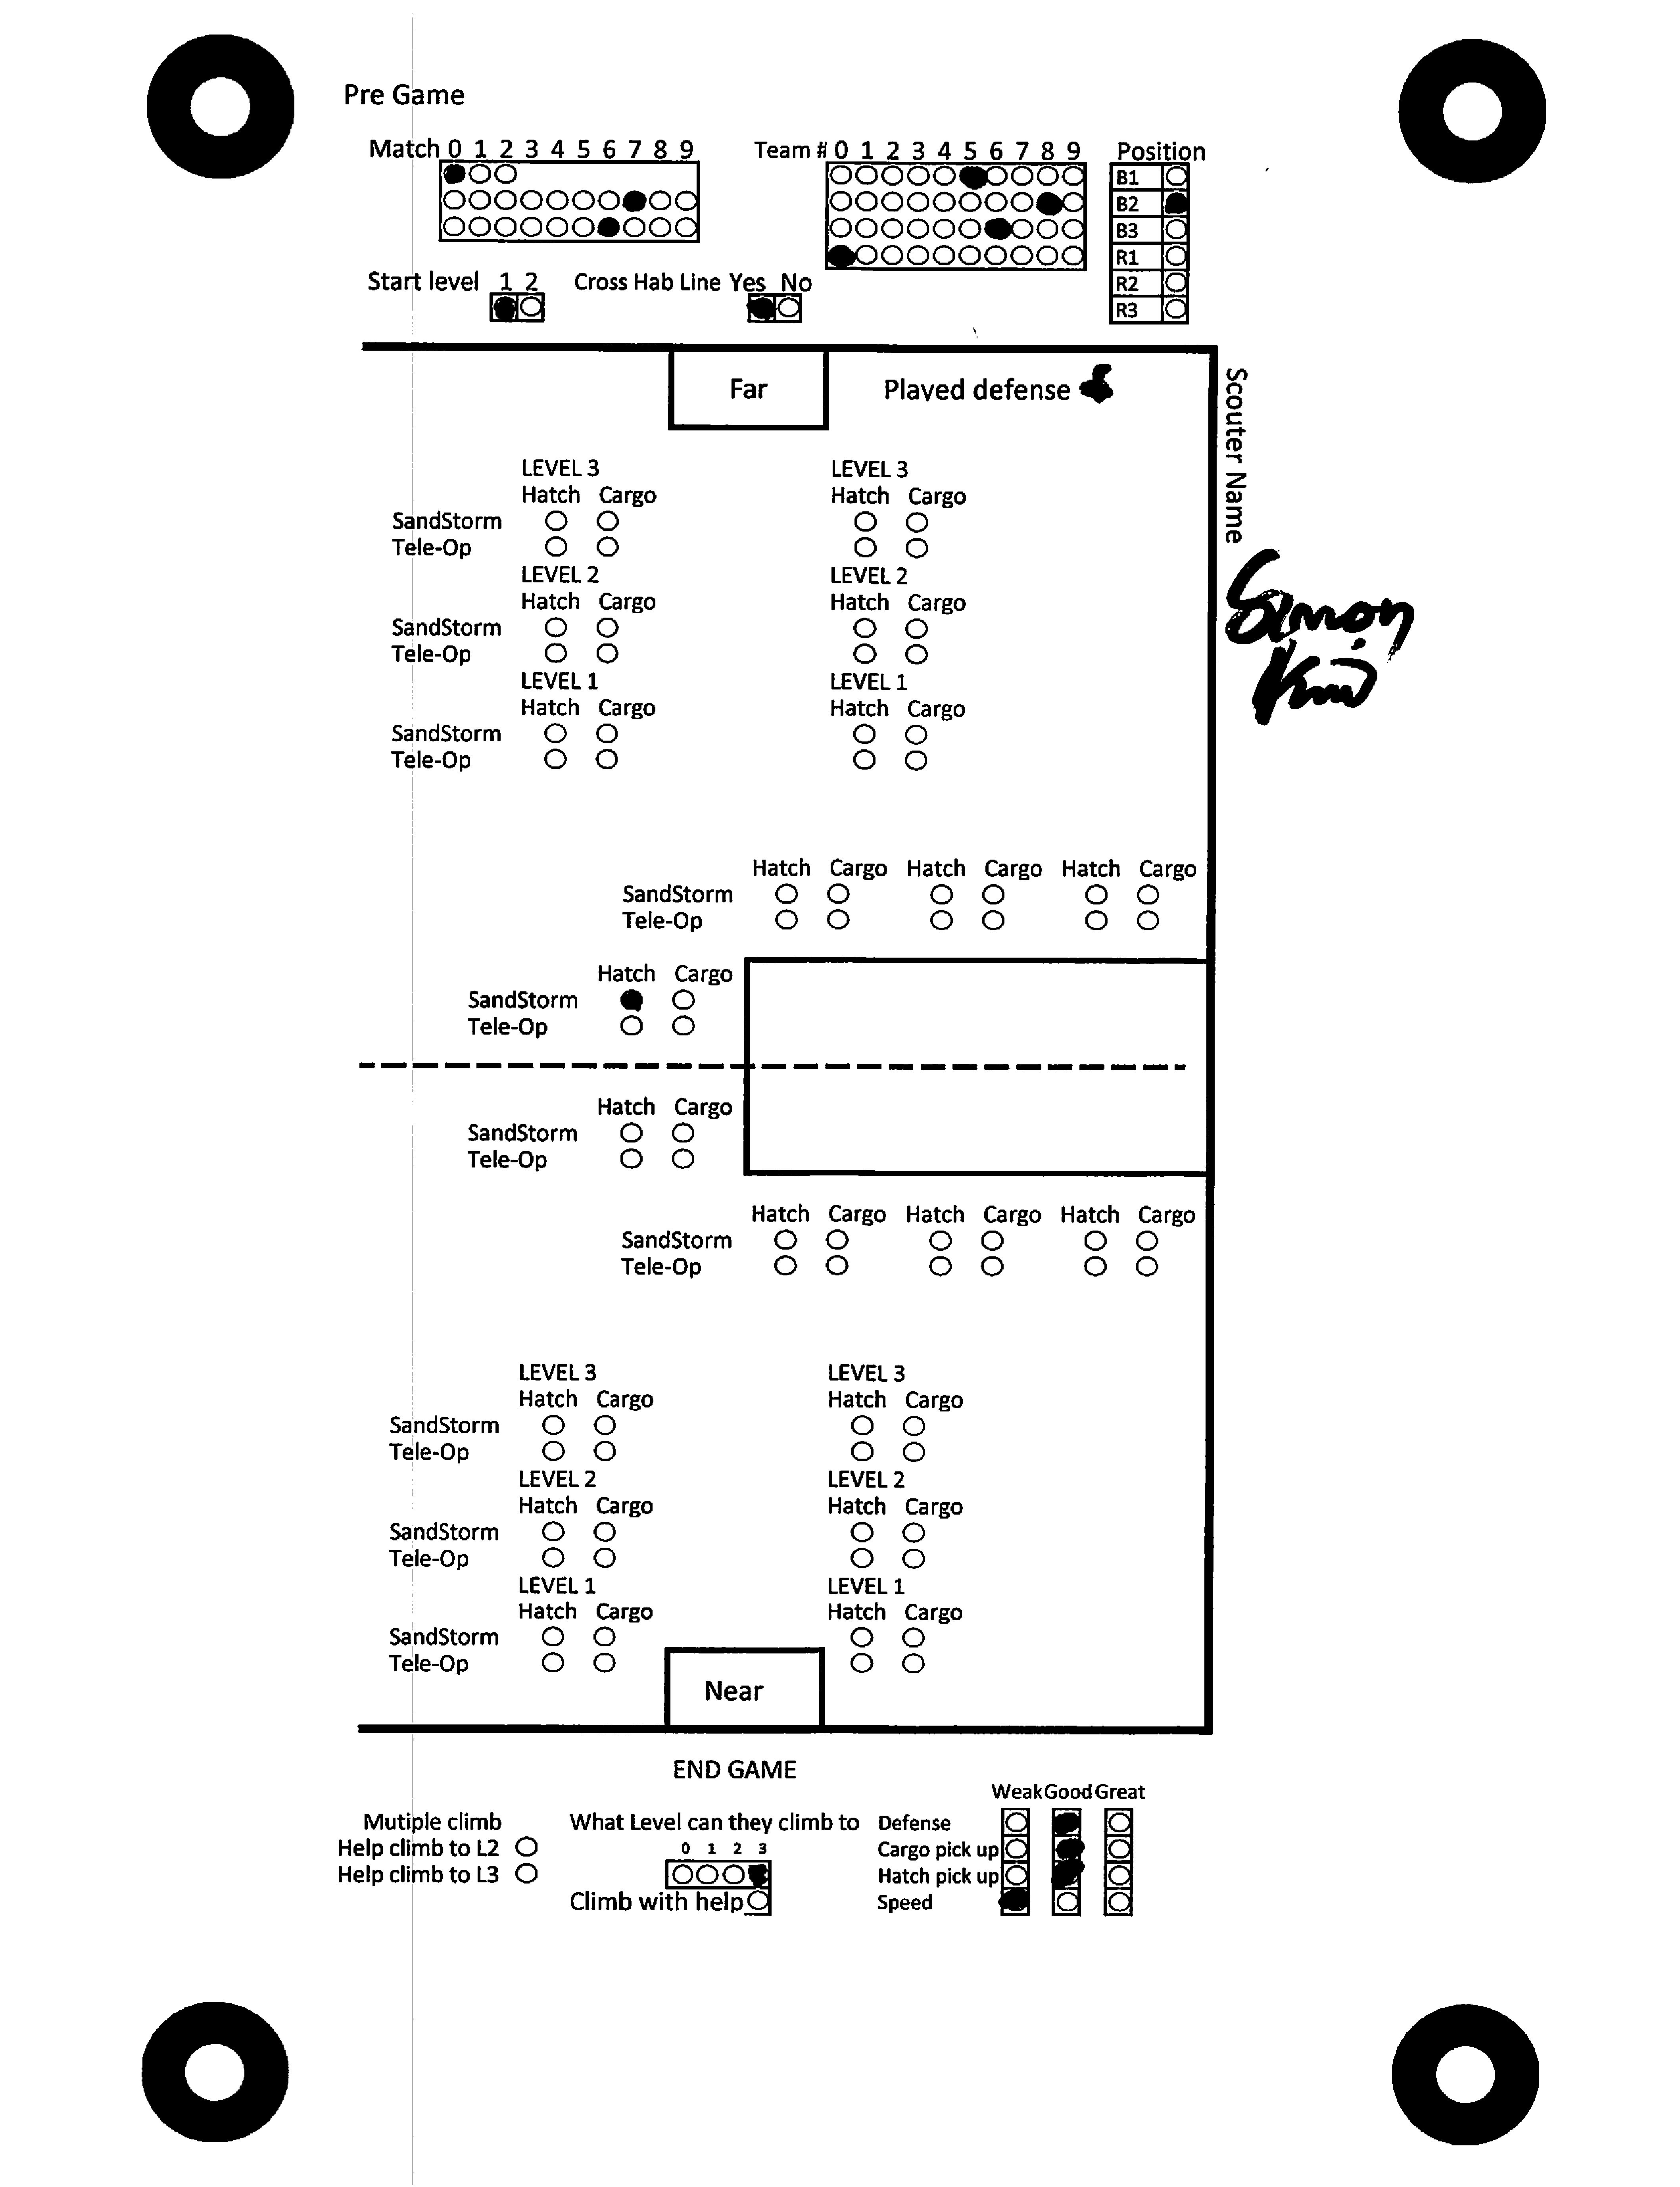 Pre Game
Match 0 1 2 3 4 5 6 7 8 9
Team # 0 1 2 3 4 5 6 7 8 9
Position
B1
B2
B3
R1
R2
R3
Start level 1 2
Cross Hab Line Yes No
Far
Played defense
Scouter Name
Simon
LEVEL 3 LEVEL 3
Hatch Cargo Hatch Cargo
SandStorm
Tele-Op
LEVEL 2 LEVEL 2
Hatch Cargo Hatch Cargo
SandStorm
Tele-Op
LEVEL 1 LEVEL 1
Hatch Cargo Hatch Cargo
SandStorm
Tele-Op
Hatch Cargo Hatch Cargo Hatch Cargo
SandStorm
Tele-Op
Hatch Cargo
SandStorm
Tele-Op
Hatch Cargo
SandStorm
Tele-Op
Hatch Cargo Hatch Cargo Hatch Cargo
SandStorm
Tele-Op
LEVEL 3 LEVEL 3
Hatch Cargo Hatch Cargo
SandStorm
Tele-Op
LEVEL 2 LEVEL 2
Hatch Cargo Hatch Cargo
SandStorm
Tele-Op
LEVEL 1 LEVEL 1
Hatch Cargo Hatch Cargo
SandStorm
Tele-Op
Near
END GAME
Mutiple climb
Help climb to L2
Help climb to L3
What Level can they climb to
0 1 2 3
Climb with help
Weak Good Great
Defense
Cargo pick up
Hatch pick up
Speed